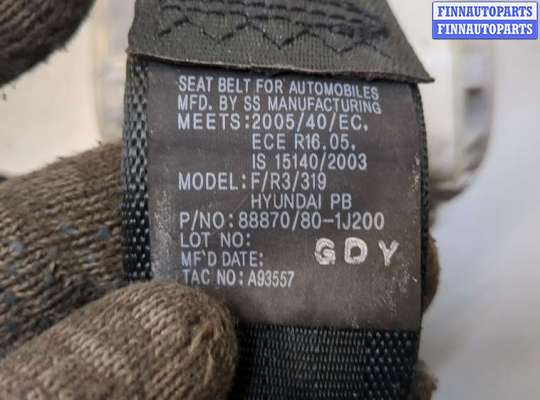 FINNAUTOPARTS
FINNAUTOPARTS
SEAT BELT FOR AUTOMOBILES
MFD. BY SS MANUFACTURING
MEETS: 2005/40/EC,
ECE R16.05,
IS 15140/2003
MODEL: F/R3/319
HYUNDAI PB
P/NO: 88870/80-1J200
LOT NO:
MF'D DATE:
GDY
TAC NO: A93557